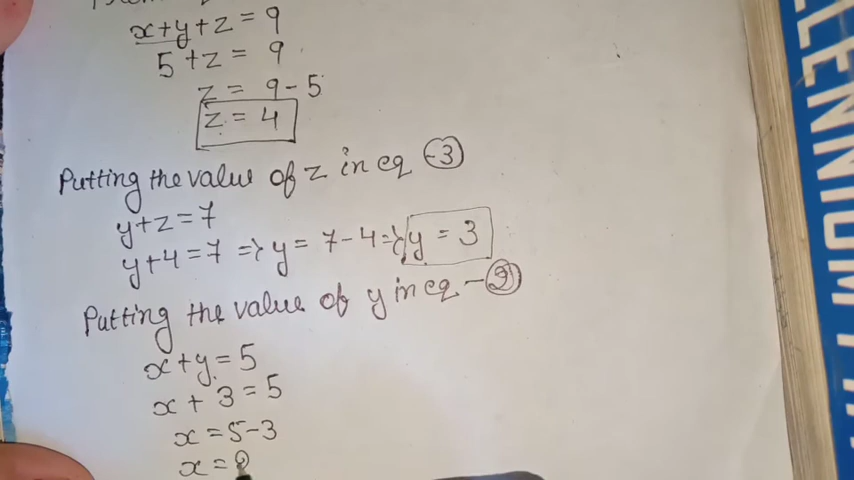 x+y+z = 9
5 + z = 9
z = 9 - 5
z = 4
Putting the value of z in eq -3
y+z = 7
y+4 = 7 => y = 7-4 => y = 3
Putting the value of y in eq - 2
x+y = 5
x + 3 = 5
x = 5-3
x =